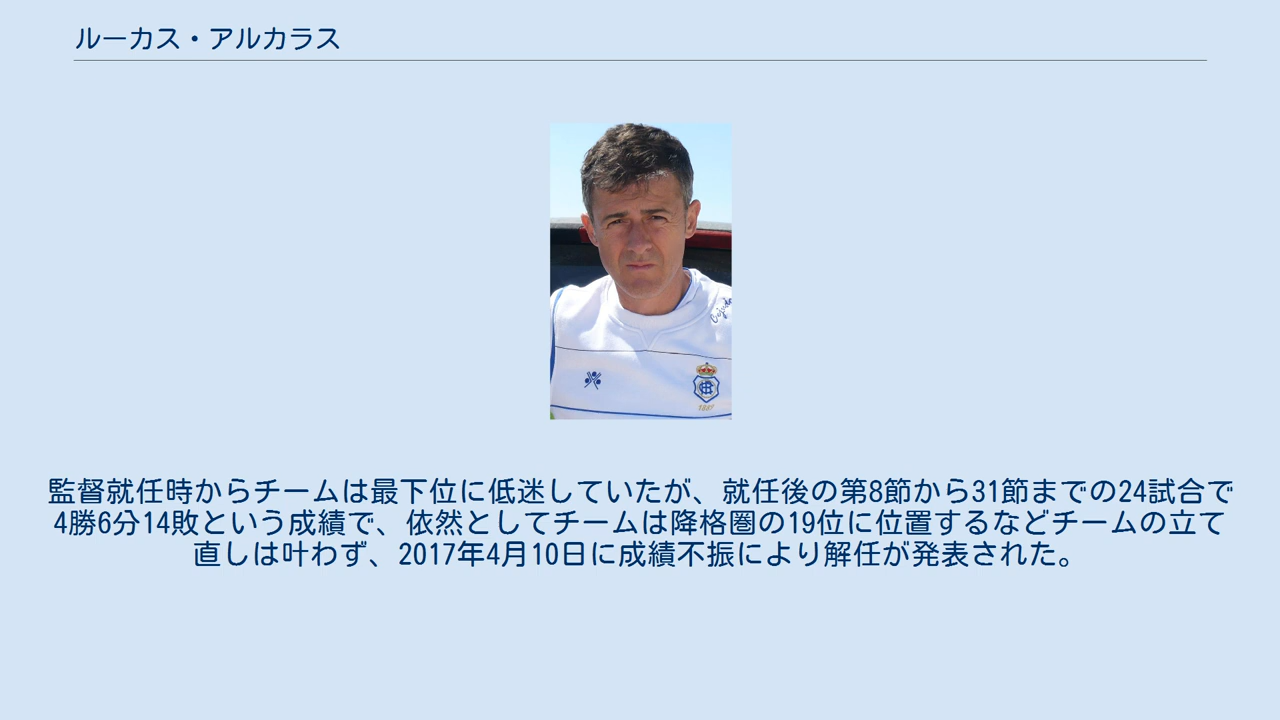 ルーカス・アルカラス
監督就任時からチームは最下位に低迷していたが、就任後の第8節から31節までの24試合で
4勝6分14敗という成績で、依然としてチームは降格圏の19位に位置するなどチームの立て
直しは叶わず、2017年4月10日に成績不振により解任が発表された。